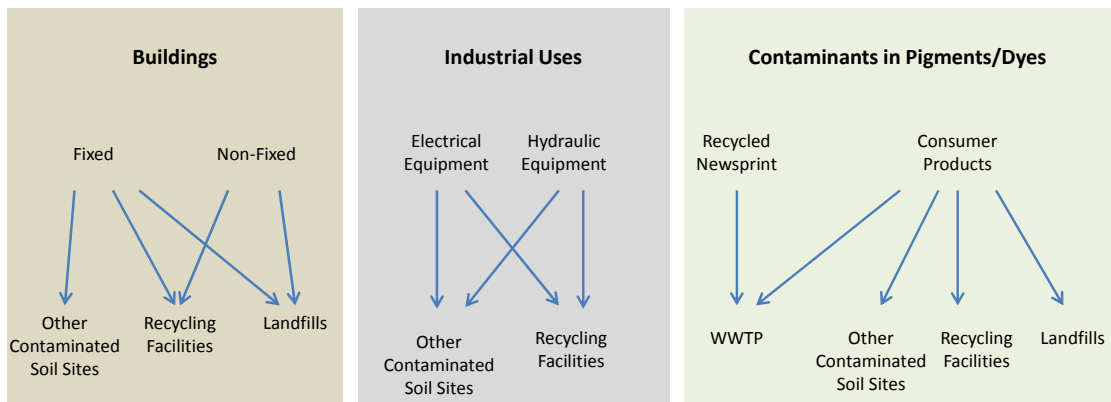 Buildings
Fixed
Non-Fixed
Other
Contaminated
Soil Sites
Recycling
Facilities
Landfills
Industrial Uses
Electrical
Equipment
Hydraulic
Equipment
Other
Contaminated
Soil Sites
Recycling
Facilities
Contaminants in Pigments/Dyes
Recycled
Newsprint
Consumer
Products
WWTP
Other
Contaminated
Soil Sites
Recycling
Facilities
Landfills